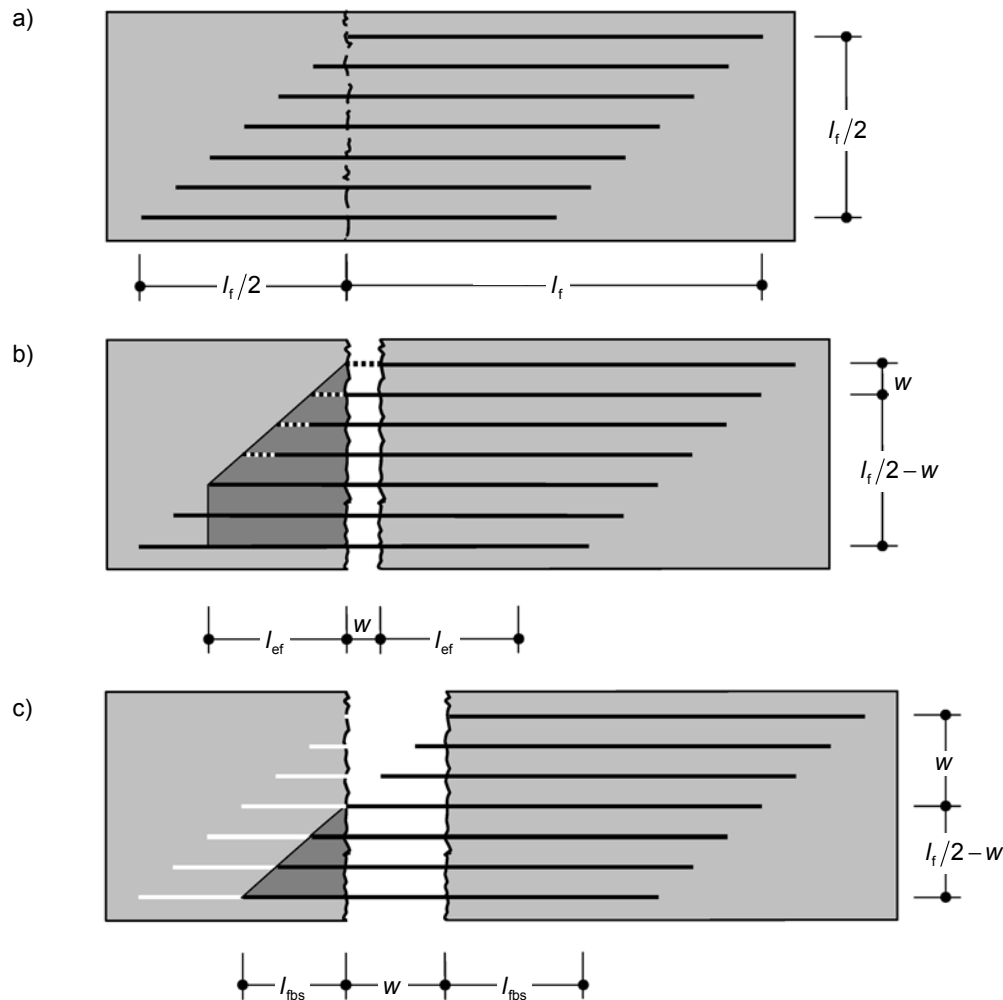 a)
l_f/2
l_f/2
l_f
b)
w
l_f/2 – w
l_ef
w
l_ef
c)
w
l_f/2 – w
l_fbs
w
l_fbs